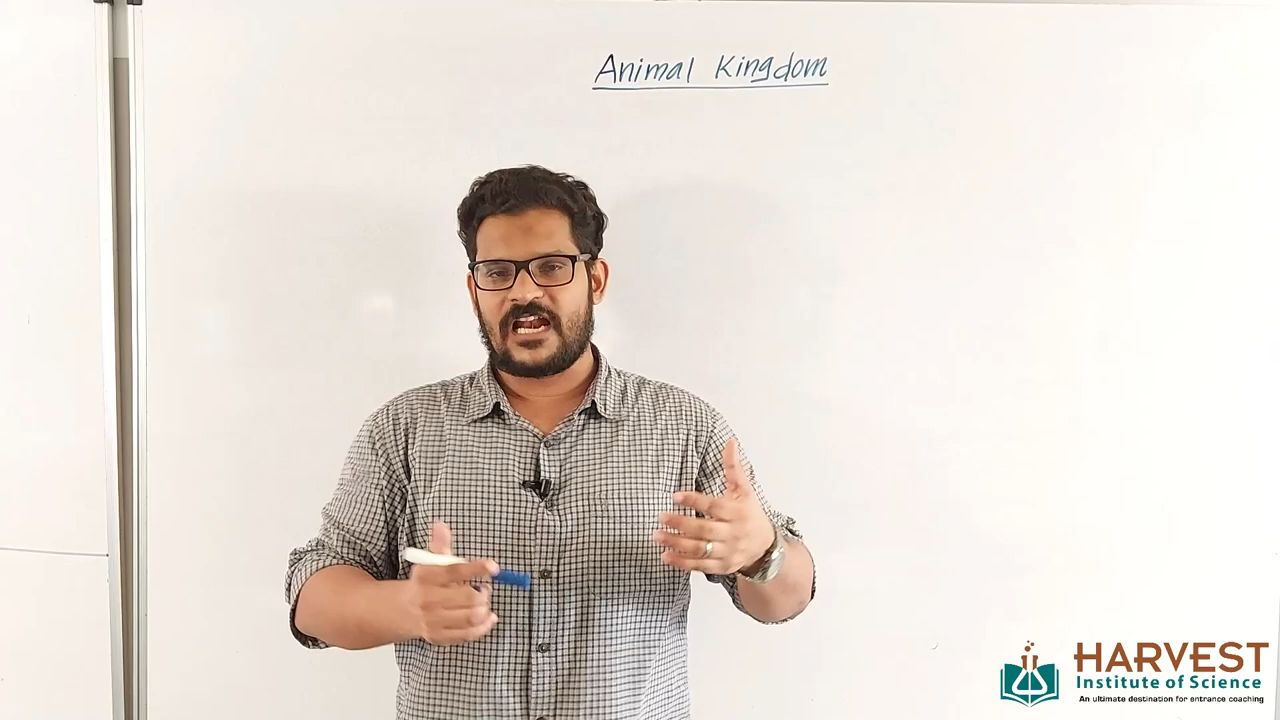 Animal Kingdom
HARVEST
Institute of Science
An ultimate destination for entrance coaching